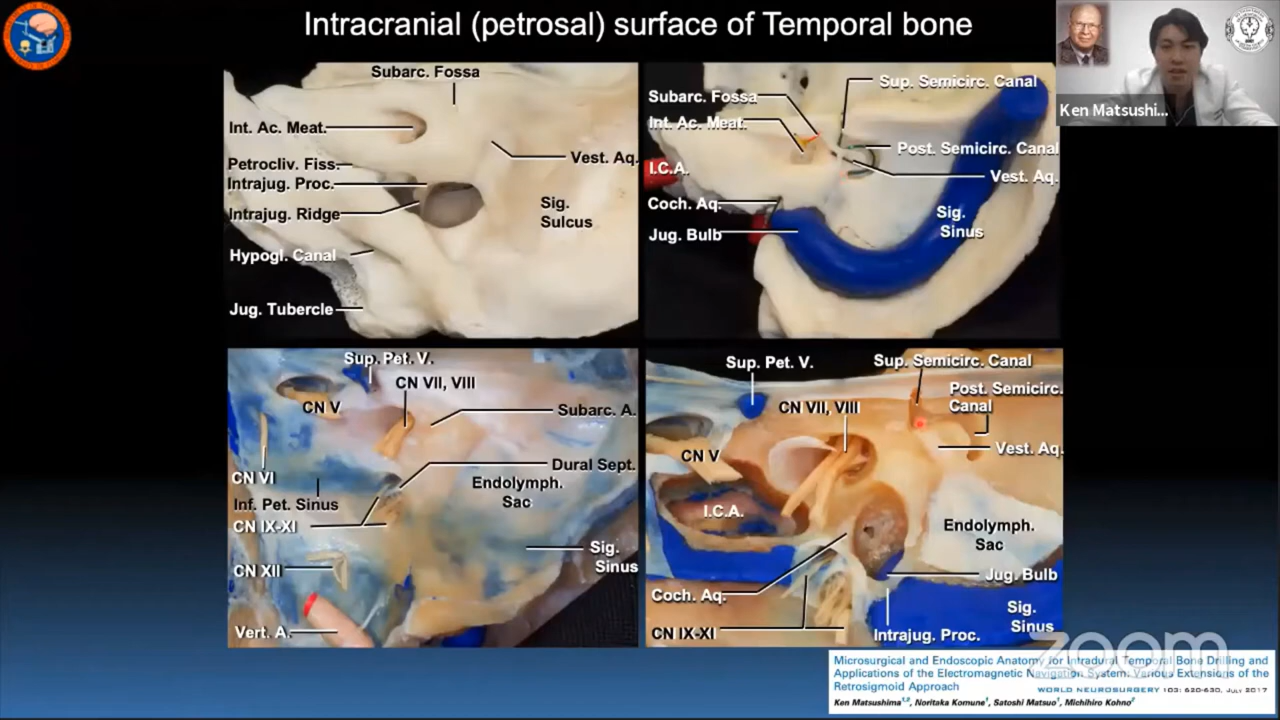 Intracranial (petrosal) surface of Temporal bone
Ken Matsushi...
Subarc. Fossa
Int. Ac. Meat.
Petrocliv. Fiss.
Intrajug. Proc.
Intrajug. Ridge
Hypogl. Canal
Jug. Tubercle
Vest. Aq.
Sig.
Sulcus
Subarc. Fossa
Int. Ac. Meat.
I.C.A.
Coch. Aq.
Jug. Bulb
Sup. Semicirc. Canal
Post. Semicirc. Canal
Vest. Aq.
Sig.
Sinus
Sup. Pet. V.
CN VII, VIII
CN V
Subarc. A.
CN VI
Dural Sept.
Endolymph.
Sac
Inf. Pet. Sinus
CN IX-XI
CN XII
Sig.
Sinus
Vert. A.
Sup. Pet. V.
Sup. Semicirc. Canal
Post. Semicirc.
Canal
CN VII, VIII
Vest. Aq.
CN V
I.C.A.
Endolymph.
Sac
Coch. Aq.
Jug. Bulb
CN IX-XI
Intrajug. Proc.
Sig.
Sinus
zoom
Microsurgical and Endoscopic Anatomy for Intradural Temporal Bone Drilling and
Applications of the Electromagnetic Navigation System: Various Extensions of the
Retrosigmoid Approach
WORLD NEUROSURGERY 103: 620-630, JULY 2017
Ken Matsushima, Noritaka Komune, Satoshi Matsuo, Michihiro Kohno